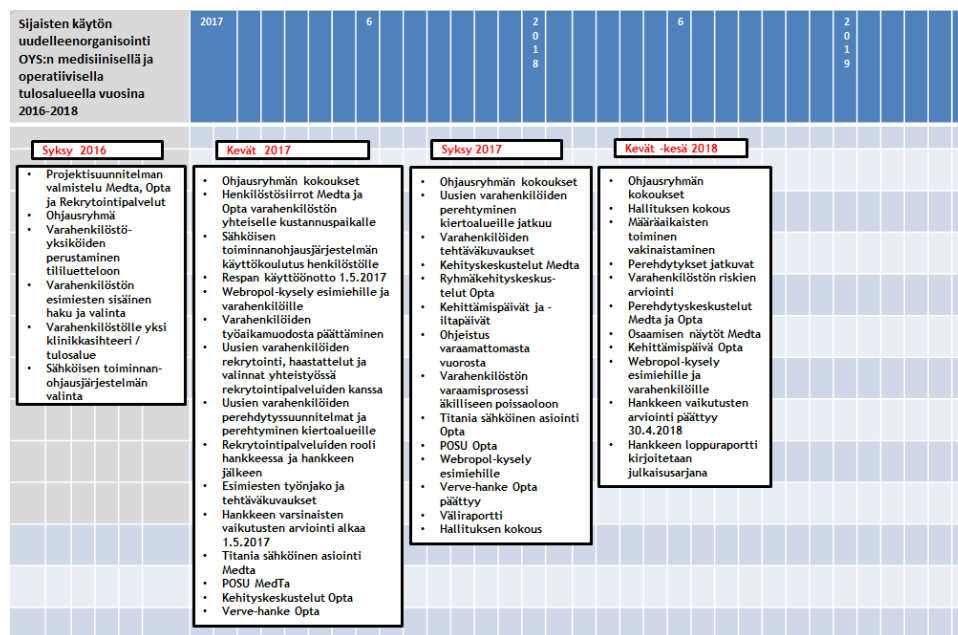 Sijaisten käytön
uudelleenorganisointi
OYS:n medisiinisellä ja
operatiivisella
tulosalueella vuosina
2016-2018
2017
6
2
0
1
8
6
2
0
1
9
Syksy 2016
• Projektisuunnitelman
valmistelu Medta, Opta
ja Rekrytointipalvelut
• Ohjausryhmä
• Varahenkilöstö-
yksiköiden
perustaminen
tililuetteloon
• Varahenkilöstön
esimiesten sisäinen
haku ja valinta
• Varahenkilöstölle yksi
klinikkasihteeri /
tulosalue
• Sähköisen toiminnan-
ohjausjärjestelmän
valinta
Kevät 2017
• Ohjausryhmän kokoukset
• Henkilöstösiirrot Medta ja
Opta varahenkilöstön
yhteiselle kustannuspaikalle
• Sähköisen
toiminnanohjausjärjestelmän
käyttökoulutus henkilöstölle
• Respan käyttöönotto 1.5.2017
• Webropol-kysely esimiehille ja
varahenkilöille
• Varahenkilöiden
työaikamuodosta päättäminen
• Uusien varahenkilöiden
rekrytointi, haastattelut ja
valinnat yhteistyössä
rekrytointipalveluiden kanssa
• Uusien varahenkilöiden
perehdytyssuunnitelmat ja
perehtyminen kiertoalueille
• Rekrytointipalveluiden rooli
hankkeessa ja hankkeen
jälkeen
• Esimiesten työnjako ja
tehtäväkuvaukset
• Hankkeen varsinaisten
vaikutusten arviointi alkaa
1.5.2017
• Titania sähköinen asiointi
Medta
• POSU MedTa
• Kehityskeskustelut Opta
• Verve-hanke Opta
Syksy 2017
• Ohjausryhmän kokoukset
• Uusien varahenkilöiden
perehtyminen
kiertoalueille jatkuu
• Varahenkilöiden
tehtäväkuvaukset
• Kehityskeskustelut Medta
• Ryhmäkehityskeskus-
telut Opta
• Kehittämispäivät ja -
iltapäivät
• Ohjeistus
varaamattomasta
vuorosta
• Varahenkilöstön
varaamisprosessi
äkilliseen poissaoloon
• Titania sähköinen asiointi
Opta
• POSU Opta
• Webropol-kysely
esimiehille
• Verve-hanke Opta
päättyy
• Väliraportti
• Hallituksen kokous
Kevät -kesä 2018
• Ohjausryhmän
kokoukset
• Hallituksen kokous
• Määräaikaisten
toimien
vakinaistaminen
• Perehdytykset jatkuvat
• Varahenkilöstön riskien
arviointi
• Perehdytyskeskustelut
Medta ja Opta
• Osaamisen näytöt Medta
• Kehittämispäivä Opta
• Webropol-kysely
esimiehille ja
varahenkilöille
• Hankkeen vaikutusten
arviointi päättyy
30.4.2018
• Hankkeen loppuraportti
kirjoitetaan
julkaisusarjana